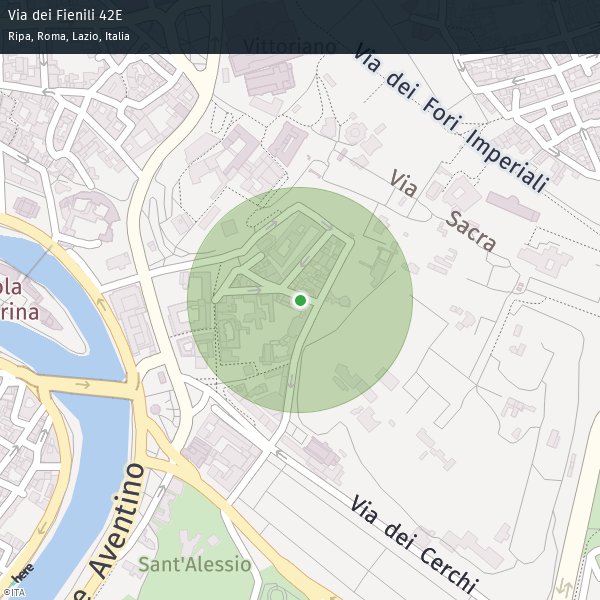 Via dei Fienili 42E
Ripa, Roma, Lazio, Italia
Vittoriano
Via dei Fori Imperiali
Via Sacra
ola
rina
e Aventino
Via dei Cerchi
Sant'Alessio
here
©ITA